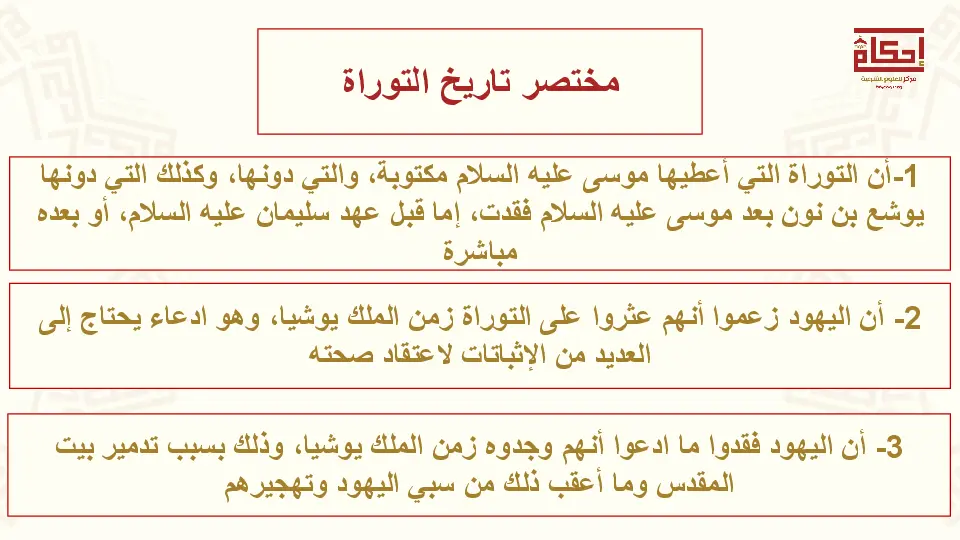 إحكام
مركز للعلوم الشرعية
مختصر تاريخ التوراة
1-أن التوراة التي أعطيها موسى عليه السلام مكتوبة، والتي دونها، وكذلك التي دونها
يوشع بن نون بعد موسى عليه السلام فقدت، إما قبل عهد سليمان عليه السلام، أو بعده
مباشرة
2- أن اليهود زعموا أنهم عثروا على التوراة زمن الملك يوشيا، وهو ادعاء يحتاج إلى
العديد من الإثباتات لاعتقاد صحته
3- أن اليهود فقدوا ما ادعوا أنهم وجدوه زمن الملك يوشيا، وذلك بسبب تدمير بيت
المقدس وما أعقب ذلك من سبي اليهود وتهجيرهم